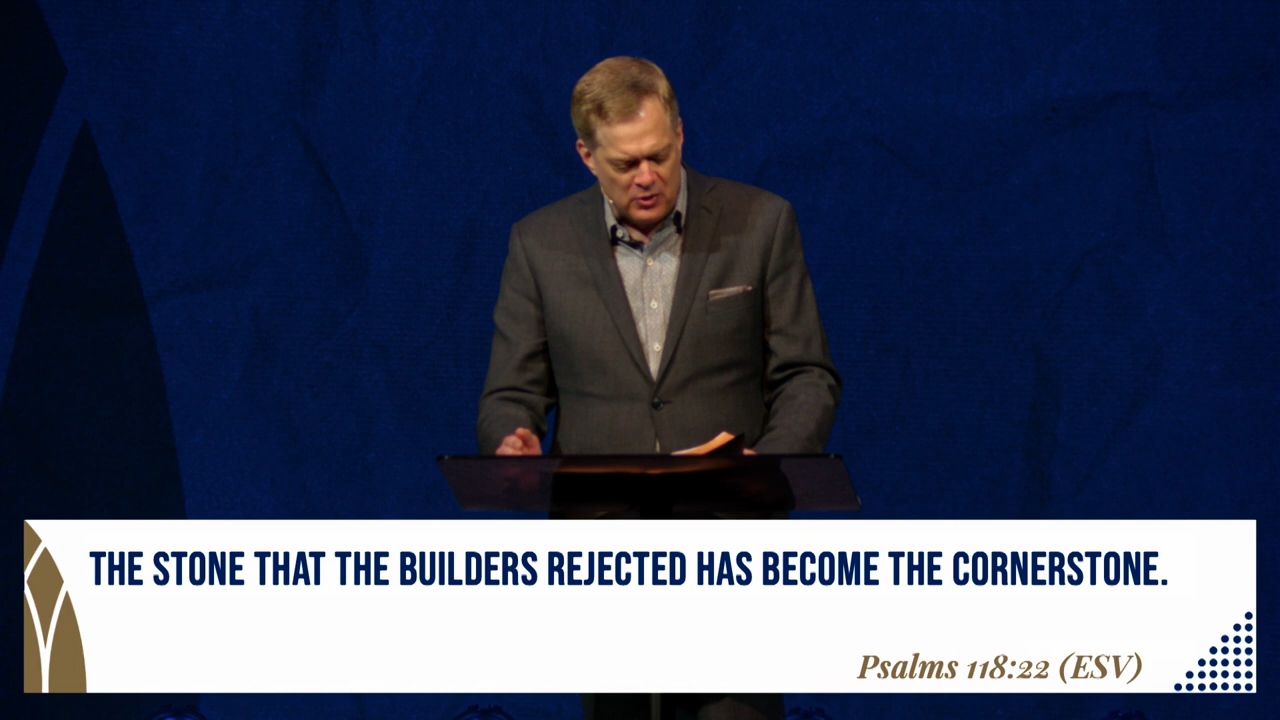 THE STONE THAT THE BUILDERS REJECTED HAS BECOME THE CORNERSTONE.
Psalms 118:22 (ESV)